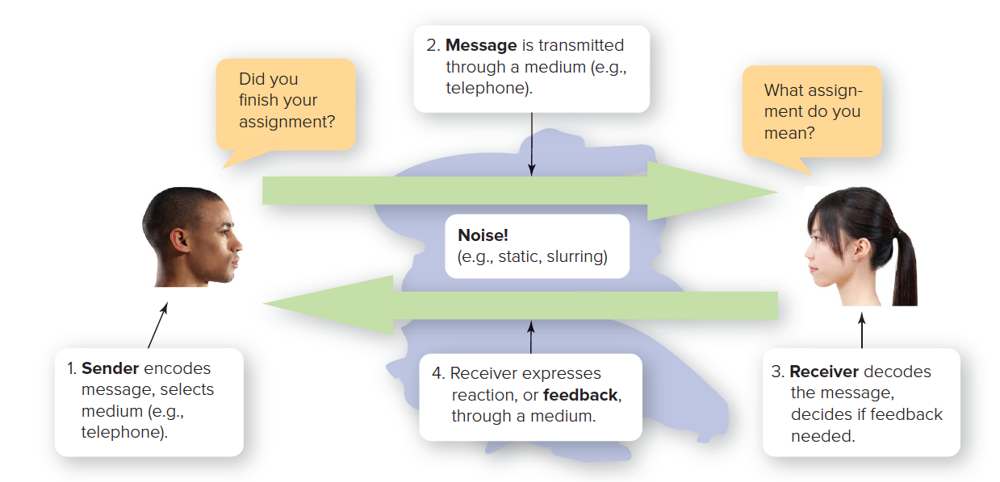 Did you
finish your
assignment?
2. Message is transmitted
through a medium (e.g.,
telephone).
What assign-
ment do you
mean?
Noise!
(e.g., static, slurring)
1. Sender encodes
message, selects
medium (e.g.,
telephone).
4. Receiver expresses
reaction, or feedback,
through a medium.
3. Receiver decodes
the message,
decides if feedback
needed.